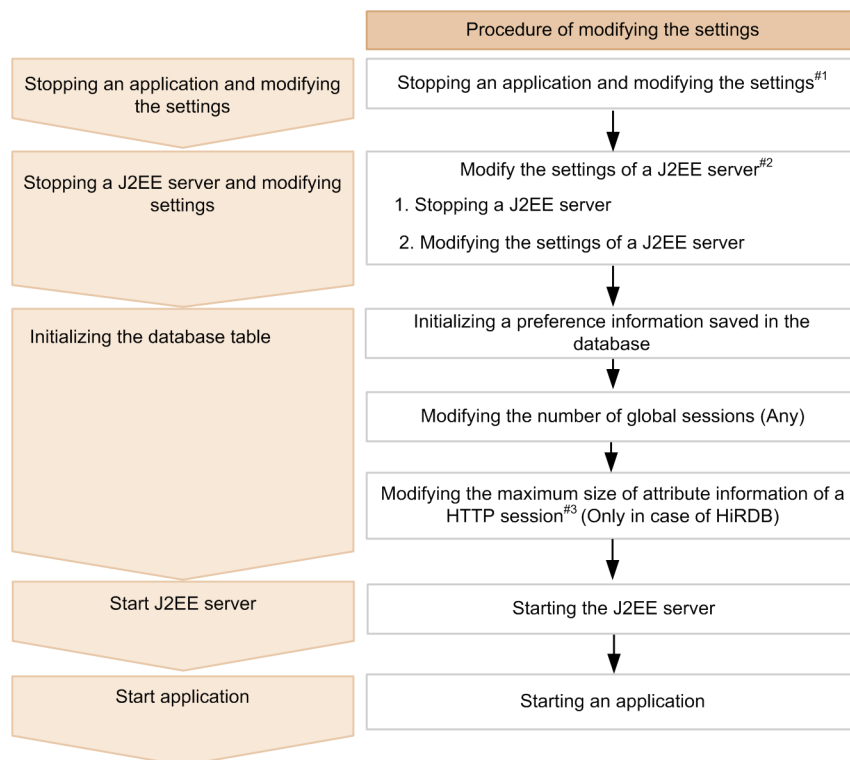 Procedure of modifying the settings
Stopping an application and modifying
the settings
Stopping an application and modifying the settings#1
Stopping a J2EE server and modifying
settings
Modify the settings of a J2EE server#2
1. Stopping a J2EE server
2. Modifying the settings of a J2EE server
Initializing the database table
Initializing a preference information saved in the
database
Modifying the number of global sessions (Any)
Modifying the maximum size of attribute information of a
HTTP session#3 (Only in case of HiRDB)
Start J2EE server
Starting the J2EE server
Start application
Starting an application